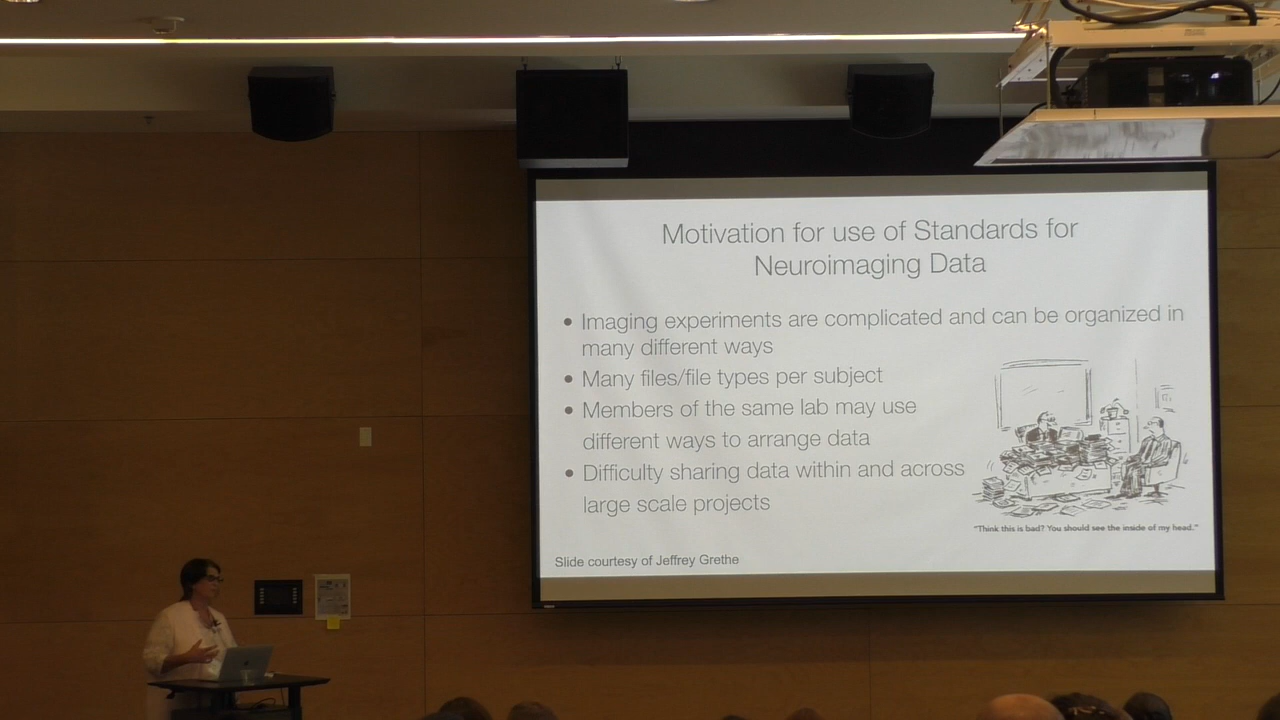 Motivation for use of Standards for
Neuroimaging Data
• Imaging experiments are complicated and can be organized in
many different ways
• Many files/file types per subject
• Members of the same lab may use
different ways to arrange data
• Difficulty sharing data within and across
large scale projects
"Think this is bad? You should see the inside of my head."
Slide courtesy of Jeffrey Grethe